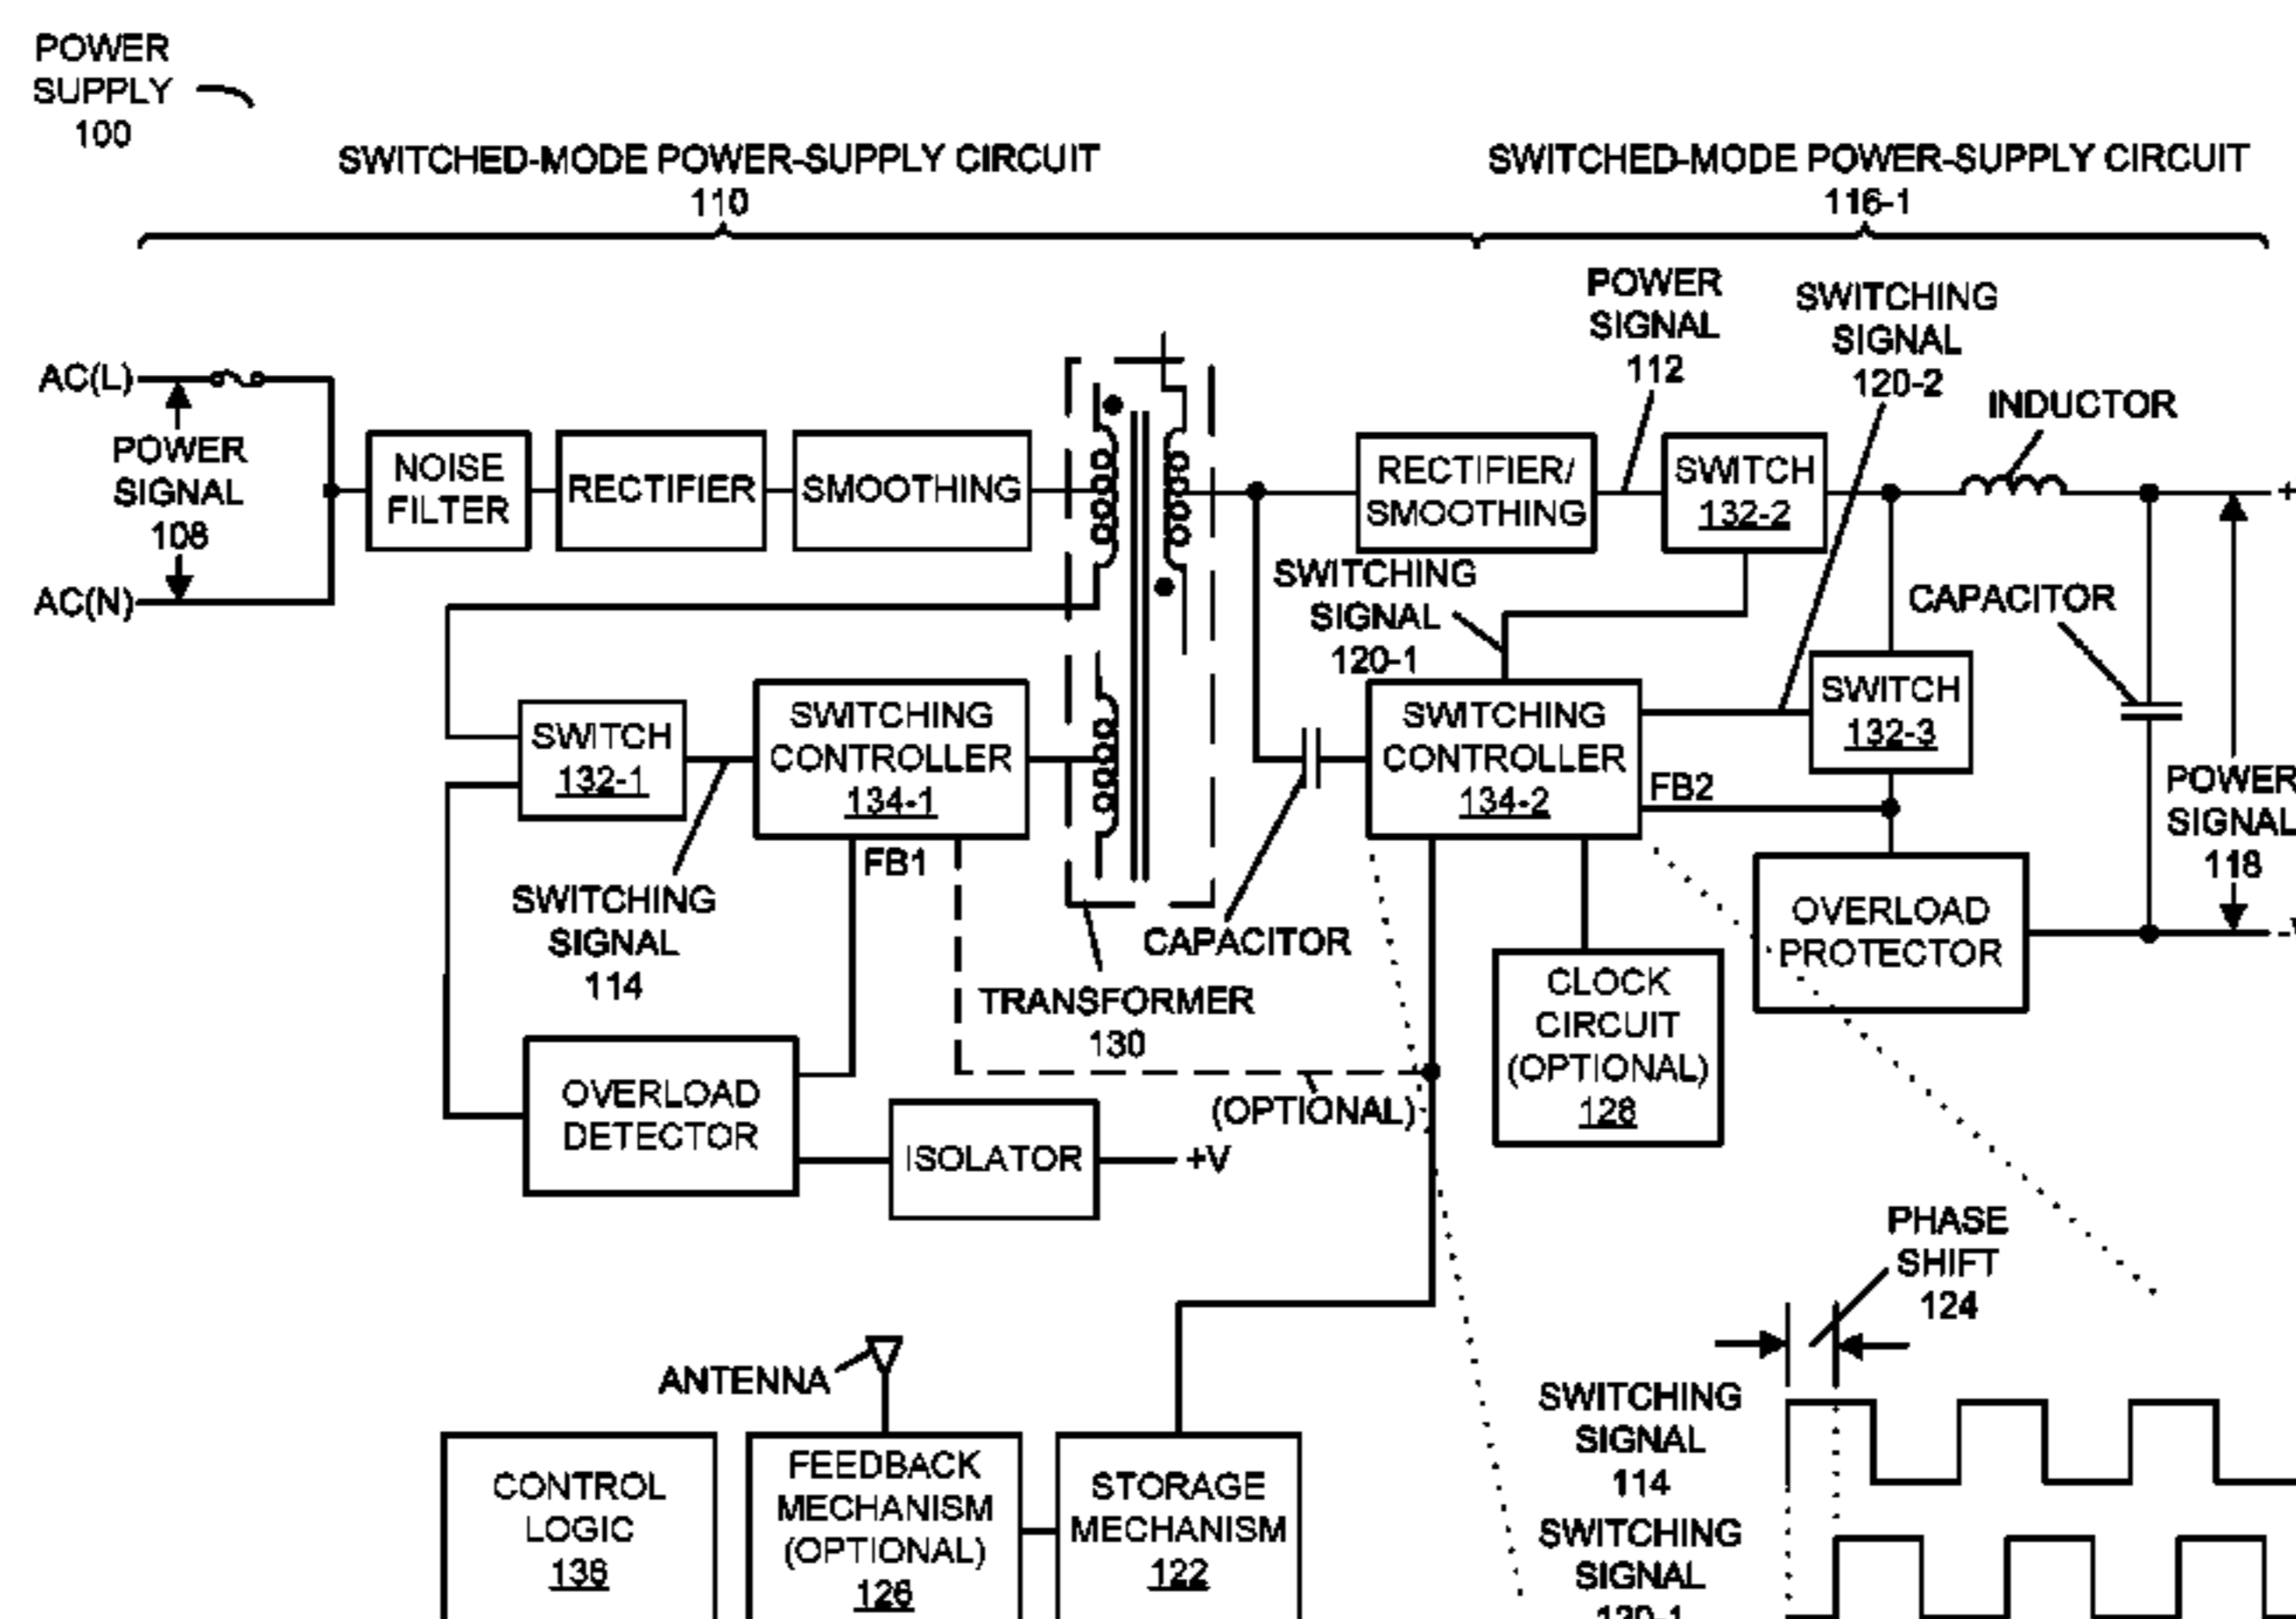 POWER
SUPPLY
100
SWITCHED-MODE POWER-SUPPLY CIRCUIT
110
SWITCHED-MODE POWER-SUPPLY CIRCUIT
116-1
POWER
SIGNAL
112
SWITCHING
SIGNAL
120-2
INDUCTOR
AC(L)
POWER
SIGNAL
108
AC(N)
NOISE
FILTER
RECTIFIER
SMOOTHING
RECTIFIER/
SMOOTHING
SWITCH
132-2
+
SWITCHING
SIGNAL
120-1
CAPACITOR
SWITCH
132-1
SWITCHING
CONTROLLER
134-1
SWITCHING
CONTROLLER
134-2
SWITCH
132-3
FB2
POWER
SIGNAL
118
FB1
SWITCHING
SIGNAL
114
CAPACITOR
TRANSFORMER
130
OVERLOAD
PROTECTOR
CLOCK
CIRCUIT
(OPTIONAL)
128
OVERLOAD
DETECTOR
(OPTIONAL)
ISOLATOR
+V
PHASE
SHIFT
124
ANTENNA
CONTROL
LOGIC
136
FEEDBACK
MECHANISM
(OPTIONAL)
126
STORAGE
MECHANISM
122
SWITCHING
SIGNAL
114
SWITCHING
SIGNAL
120-1